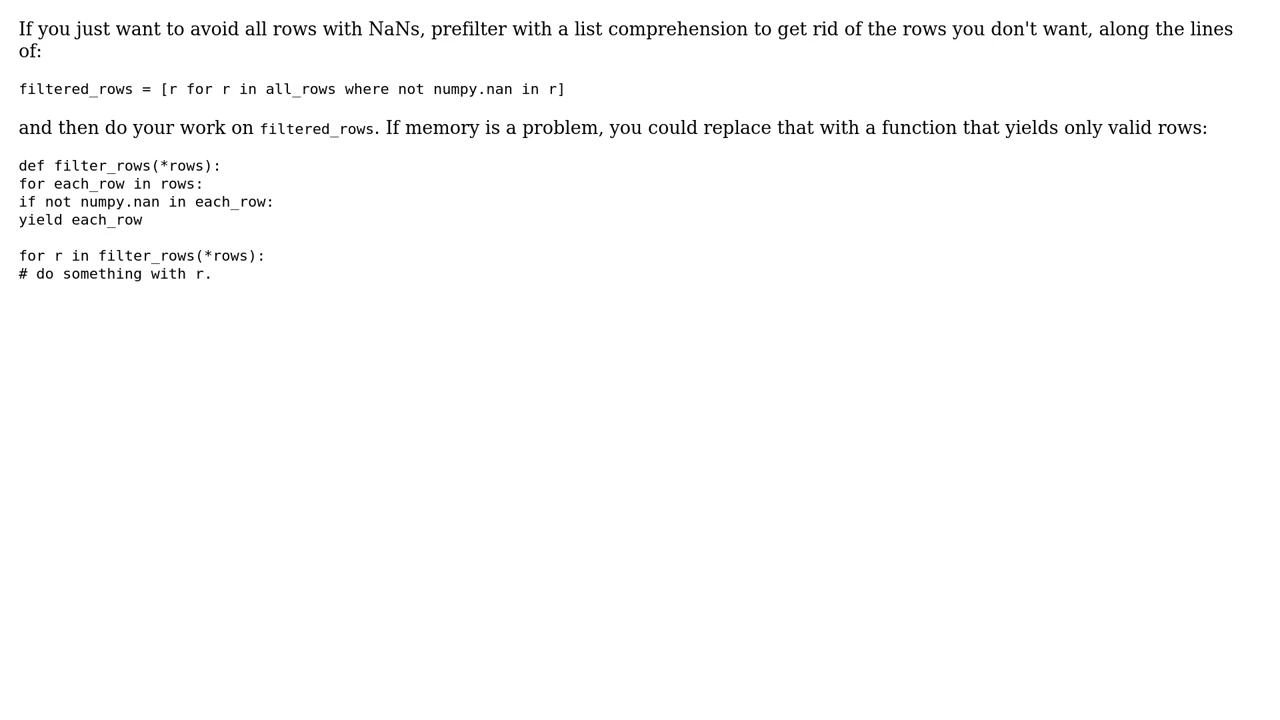 If you just want to avoid all rows with NaNs, prefilter with a list comprehension to get rid of the rows you don't want, along the lines
of:
filtered_rows = [r for r in all_rows where not numpy.nan in r]
and then do your work on filtered_rows. If memory is a problem, you could replace that with a function that yields only valid rows:
def filter_rows(*rows):
for each_row in rows:
if not numpy.nan in each_row:
yield each_row
for r in filter_rows(*rows):
# do something with r.